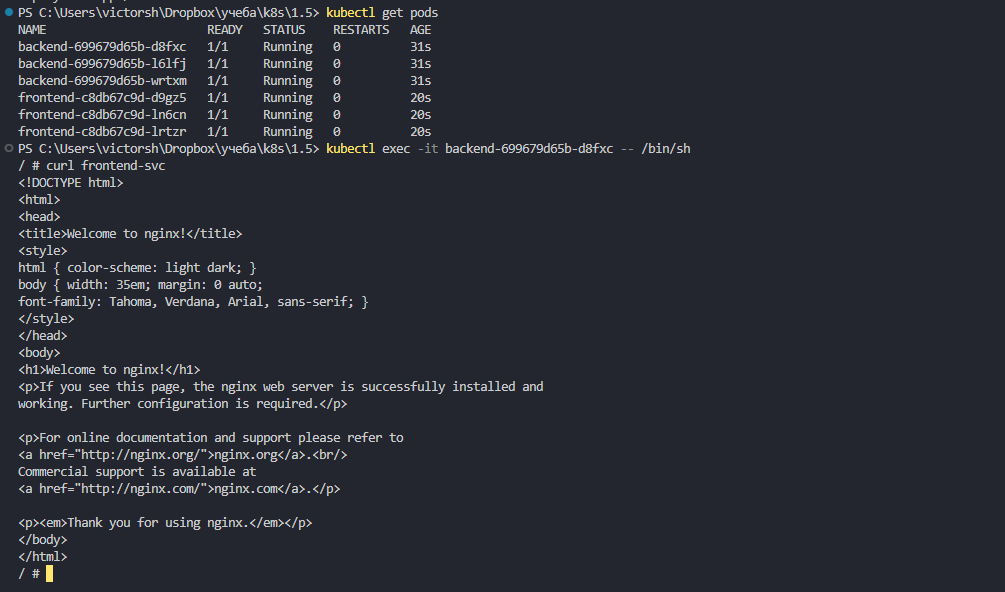 PS C:\Users\victorsh\Dropbox\учеба\k8s\1.5> kubectl get pods
NAME READY STATUS RESTARTS AGE
backend-699679d65b-d8fxc 1/1 Running 0 31s
backend-699679d65b-l6lfj 1/1 Running 0 31s
backend-699679d65b-wrtxm 1/1 Running 0 31s
frontend-c8db67c9d-d9gz5 1/1 Running 0 20s
frontend-c8db67c9d-ln6cn 1/1 Running 0 20s
frontend-c8db67c9d-lrtzr 1/1 Running 0 20s
PS C:\Users\victorsh\Dropbox\учеба\k8s\1.5> kubectl exec -it backend-699679d65b-d8fxc -- /bin/sh
/ # curl frontend-svc
<!DOCTYPE html>
<html>
<head>
<title>Welcome to nginx!</title>
<style>
html { color-scheme: light dark; }
body { width: 35em; margin: 0 auto;
font-family: Tahoma, Verdana, Arial, sans-serif; }
</style>
</head>
<body>
<h1>Welcome to nginx!</h1>
<p>If you see this page, the nginx web server is successfully installed and
working. Further configuration is required.</p>
<p>For online documentation and support please refer to
<a href="http://nginx.org/">nginx.org</a>.<br/>
Commercial support is available at
<a href="http://nginx.com/">nginx.com</a>.</p>
<p><em>Thank you for using nginx.</em></p>
</body>
</html>
/ #